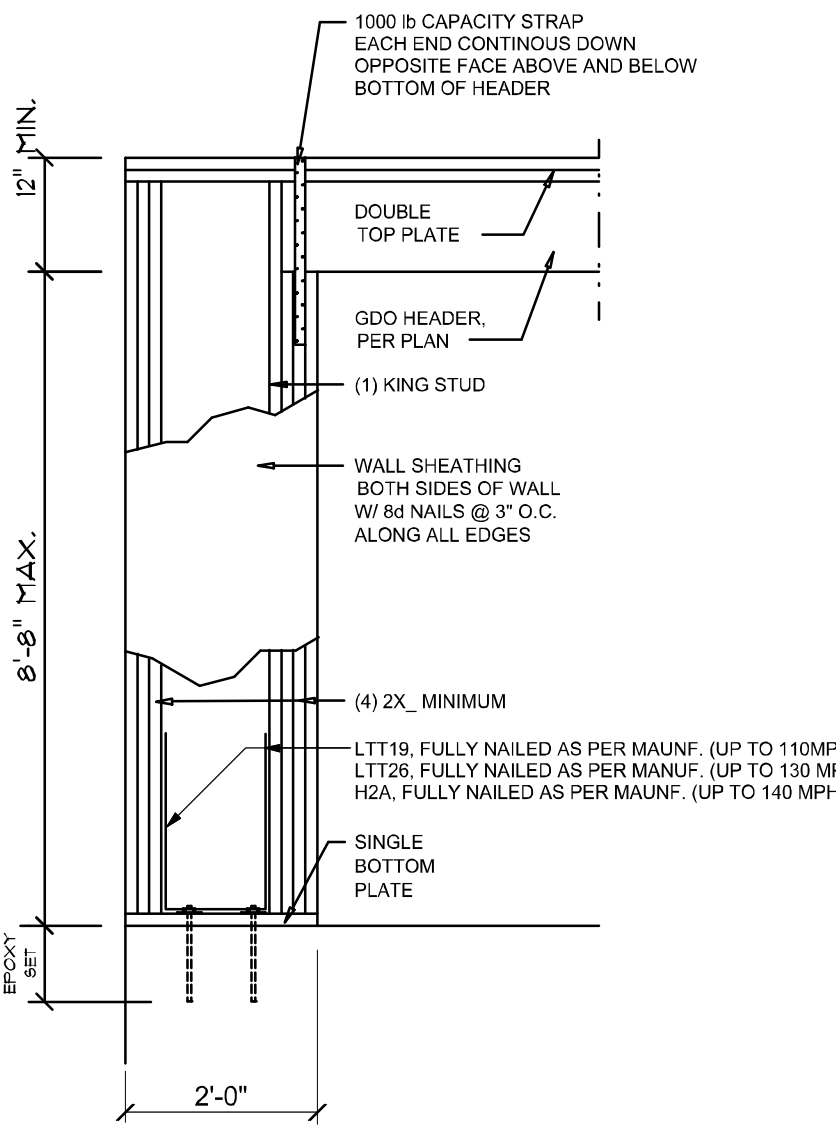 1000 lb CAPACITY STRAP
EACH END CONTINOUS DOWN
OPPOSITE FACE ABOVE AND BELOW
BOTTOM OF HEADER
12" MIN.
DOUBLE
TOP PLATE
GDO HEADER,
PER PLAN
(1) KING STUD
WALL SHEATHING
BOTH SIDES OF WALL
W/ 8d NAILS @ 3" O.C.
ALONG ALL EDGES
8'-8" MAX.
(4) 2X_ MINIMUM
LTT19, FULLY NAILED AS PER MAUNF. (UP TO 110MP
LTT26, FULLY NAILED AS PER MANUF. (UP TO 130 M
H2A, FULLY NAILED AS PER MAUNF. (UP TO 140 MPH
SINGLE
BOTTOM
PLATE
EPOXY
SET
2'-0"